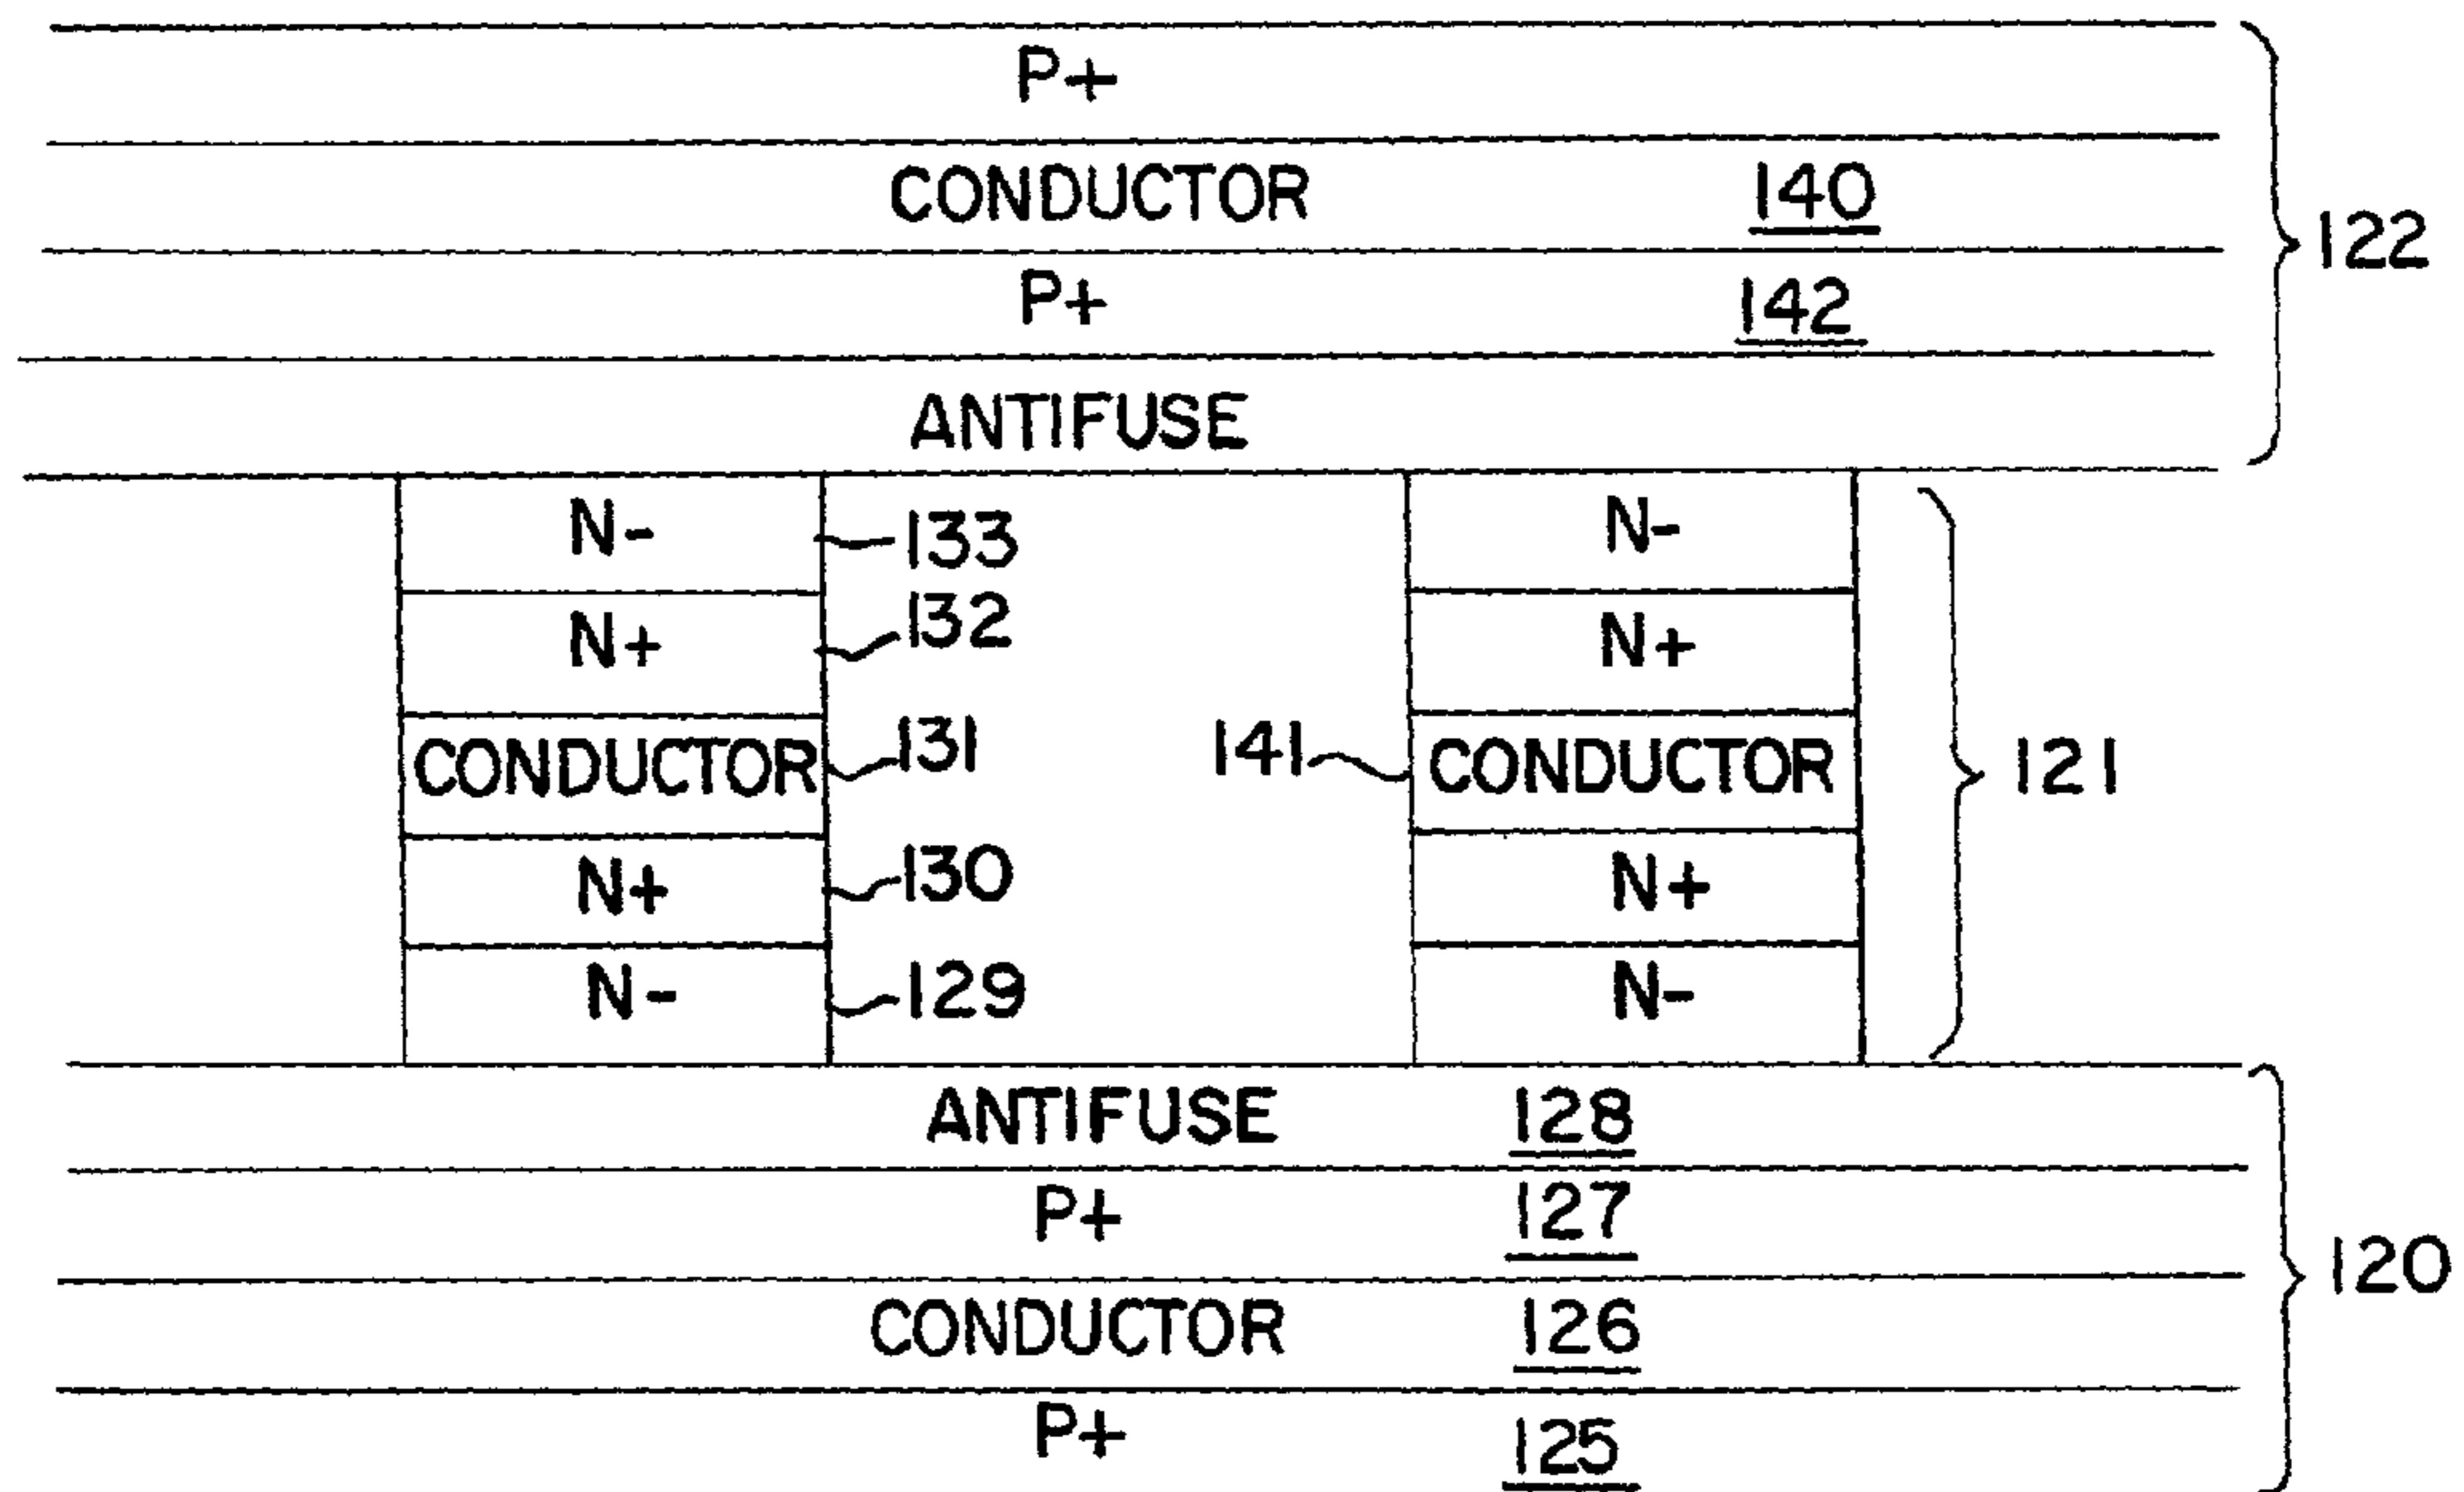 P+
CONDUCTOR 140
122
P+ 142
ANTIFUSE
N- 133 N-
132
N+ N+
CONDUCTOR 131 141 CONDUCTOR 121
N+ 130 N+
N- 129 N-
ANTIFUSE 128
P+ 127
120
CONDUCTOR 126
P+ 125